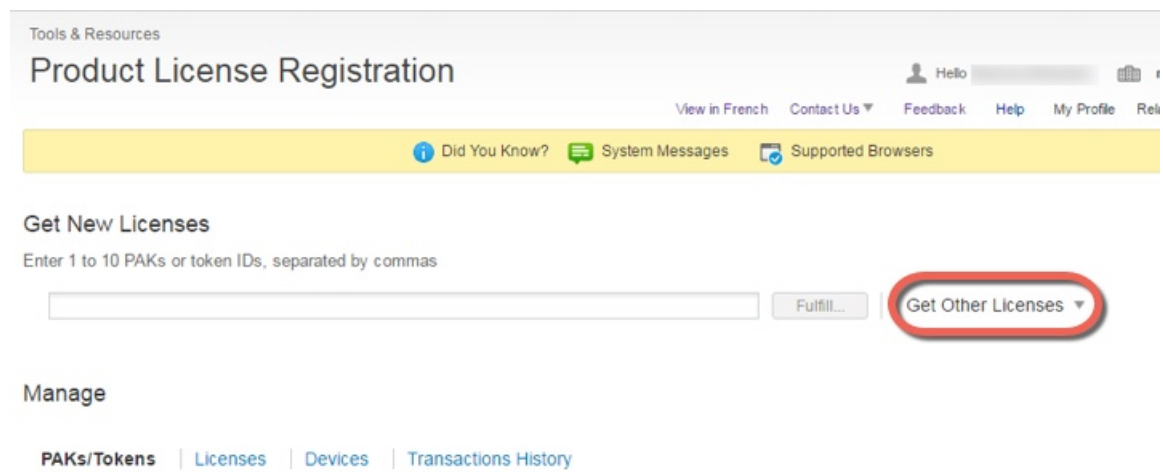 Tools & Resources
Product License Registration
Hello
View in French Contact Us Feedback Help My Profile
Did You Know? System Messages Supported Browsers
Get New Licenses
Enter 1 to 10 PAKs or token IDs, separated by commas
Fulfill... Get Other Licenses
Manage
PAKs/Tokens Licenses Devices Transactions History